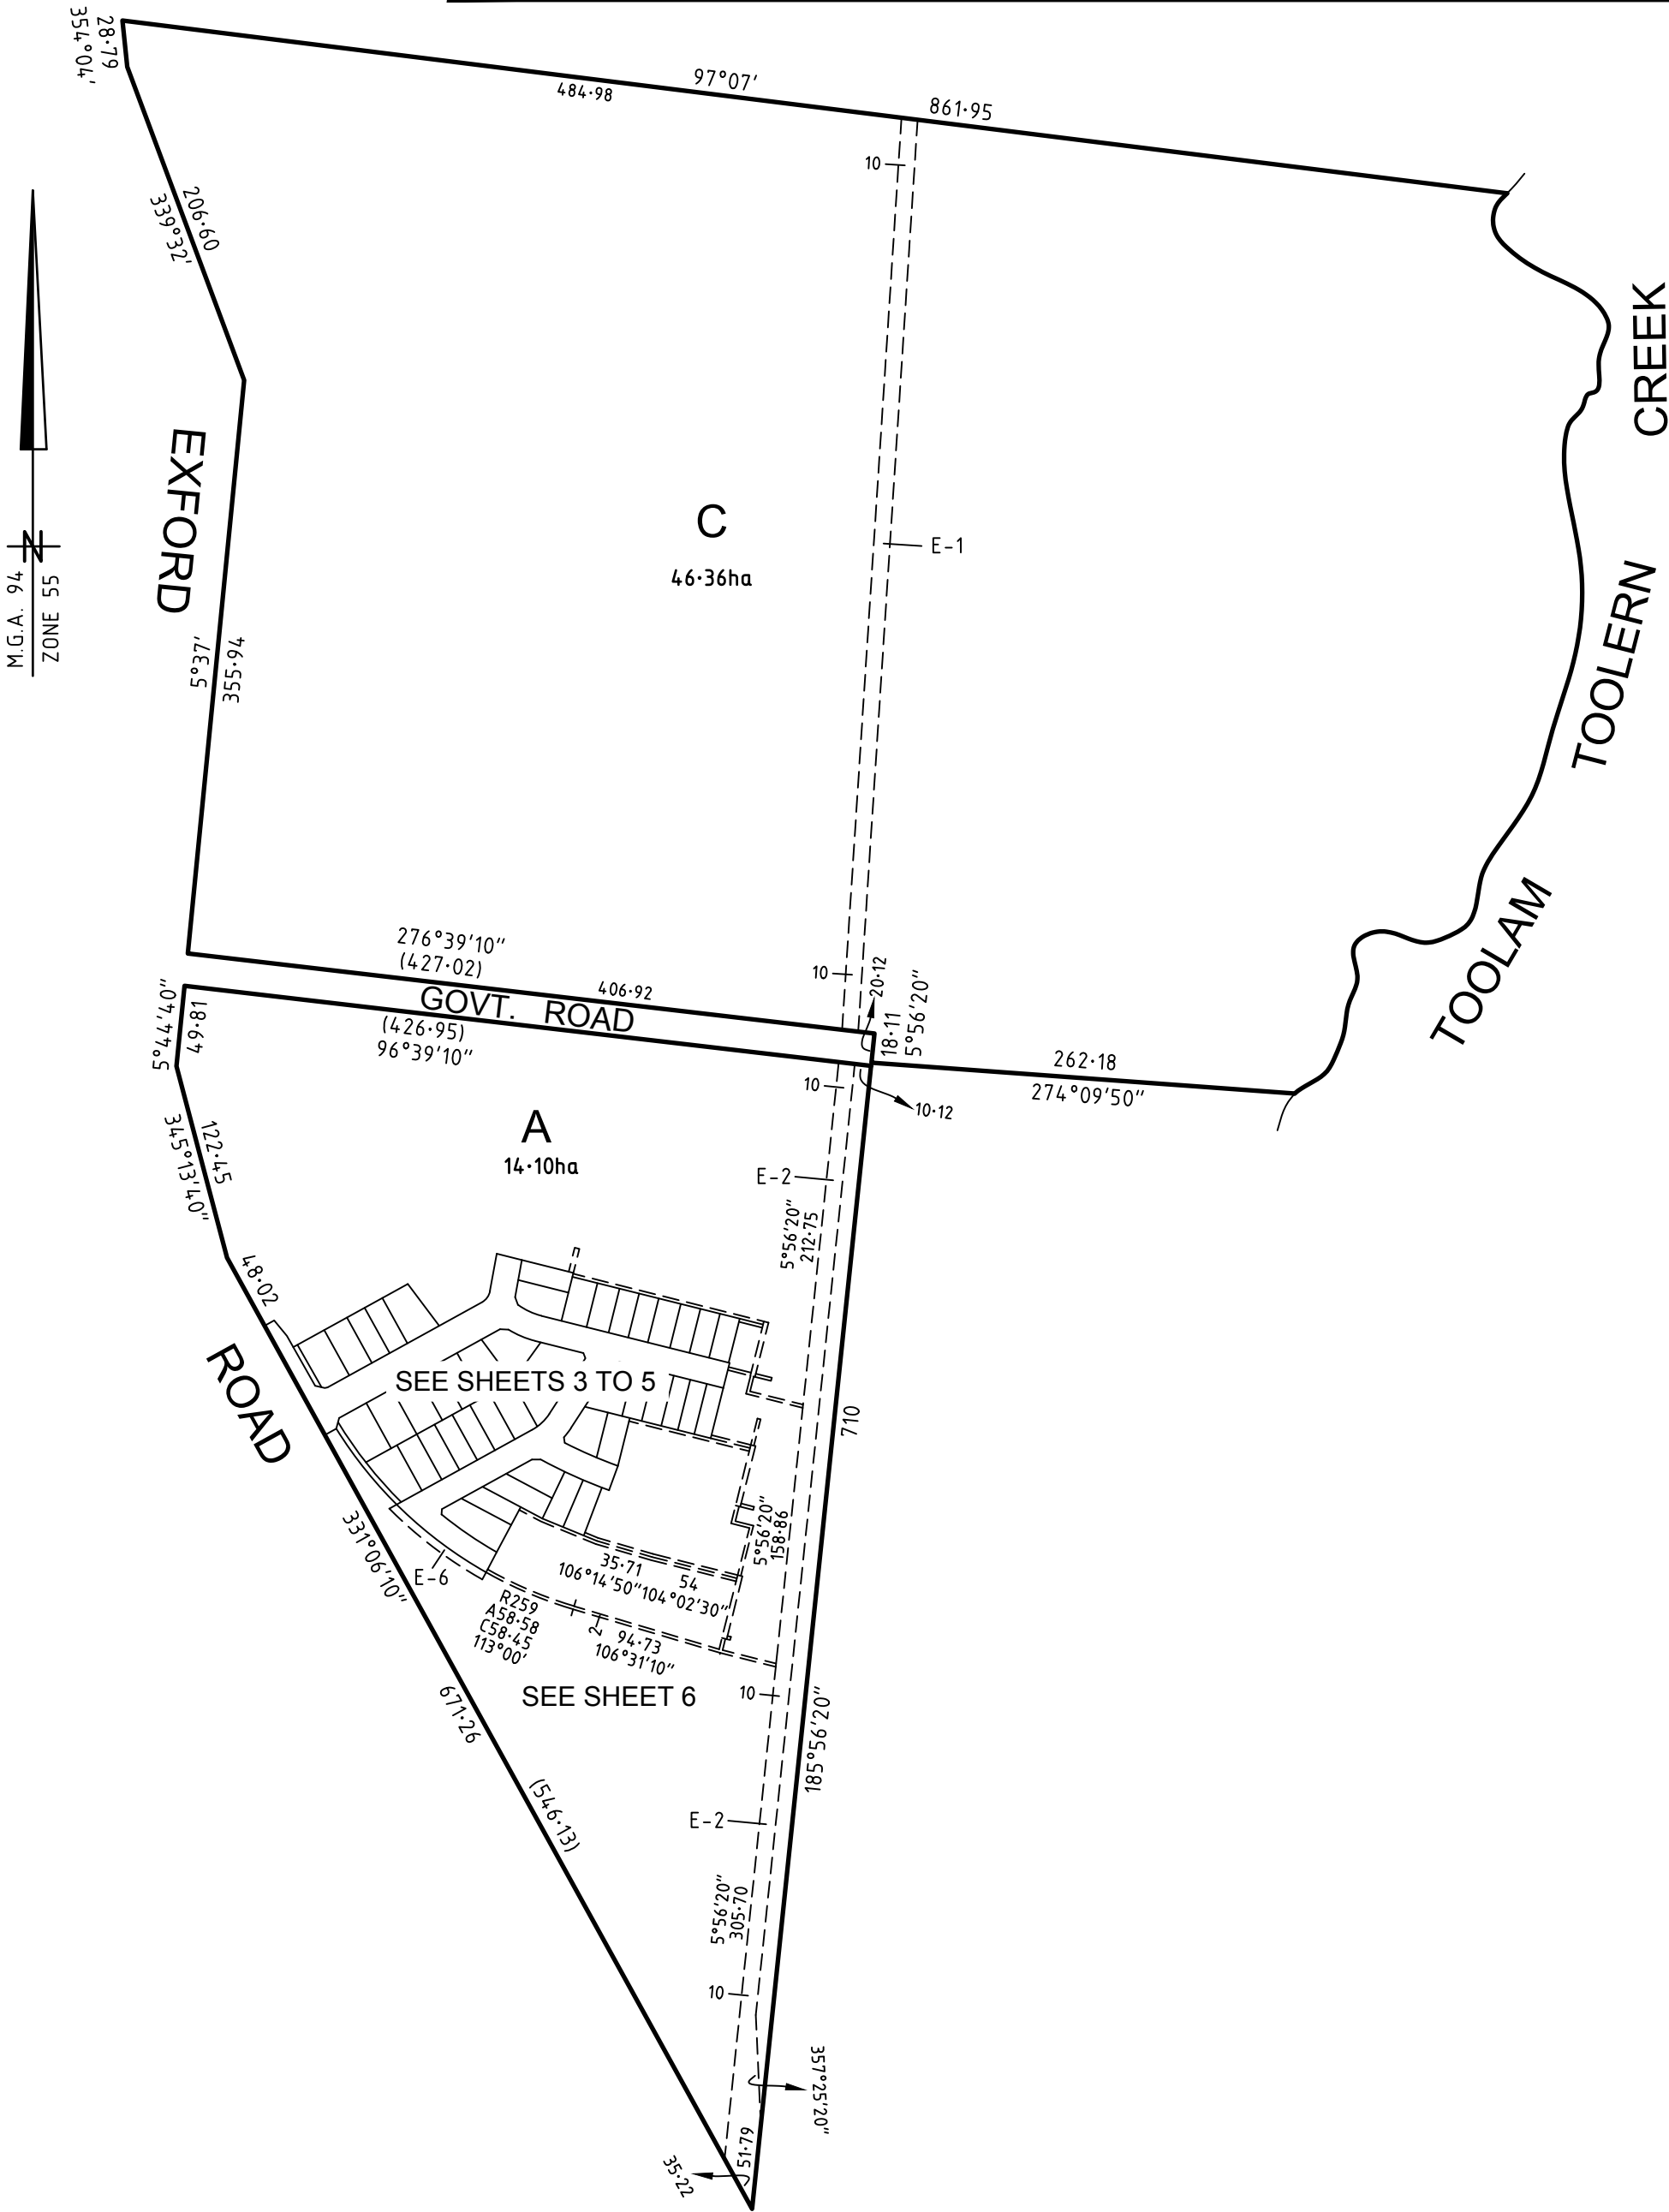 28·79
354°04'
97°07'
484·98
861·95
10
206·60
339°32'
CREEK
TOOLERN
TOOLAM
EXFORD
M.G.A. 94
ZONE 55
C
46·36ha
E-1
5°37'
355·94
276°39'10"
(427·02)
406·92
10
20·12
18·11
5°56'20"
GOVT. ROAD
(426·95)
96°39'10"
5°44'40"
49·81
262·18
274°09'50"
10
10·12
A
14·10ha
122·45
345°13'40"
E-2
5°56'20"
212·75
48·02
ROAD
SEE SHEETS 3 TO 5
710
331°06'10"
E-6
5°56'20"
158·86
35·71
106°14'50"
54
104°02'30"
R259
A58·58
C58·45
113°00'
2
94·73
106°31'10"
SEE SHEET 6
10
185°56'20"
671·26
(546·13)
E-2
5°56'20"
305·70
10
357°25'20"
51·79
35·22